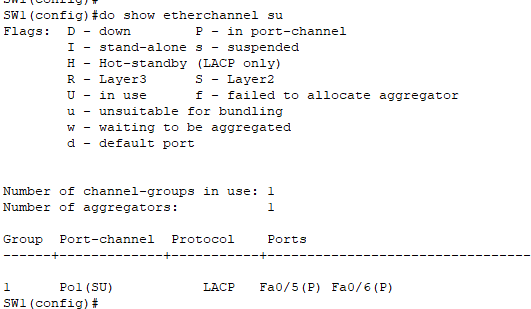 SW1(config)#
SW1(config)#do show etherchannel su
Flags:  D - down        P - in port-channel
        I - stand-alone s - suspended
        H - Hot-standby (LACP only)
        R - Layer3      S - Layer2
        U - in use      f - failed to allocate aggregator
        u - unsuitable for bundling
        w - waiting to be aggregated
        d - default port
Number of channel-groups in use: 1
Number of aggregators:           1
Group  Port-channel  Protocol    Ports
------+-------------+-----------+----------------------------------
1      Po1(SU)           LACP   Fa0/5(P) Fa0/6(P)
SW1(config)#